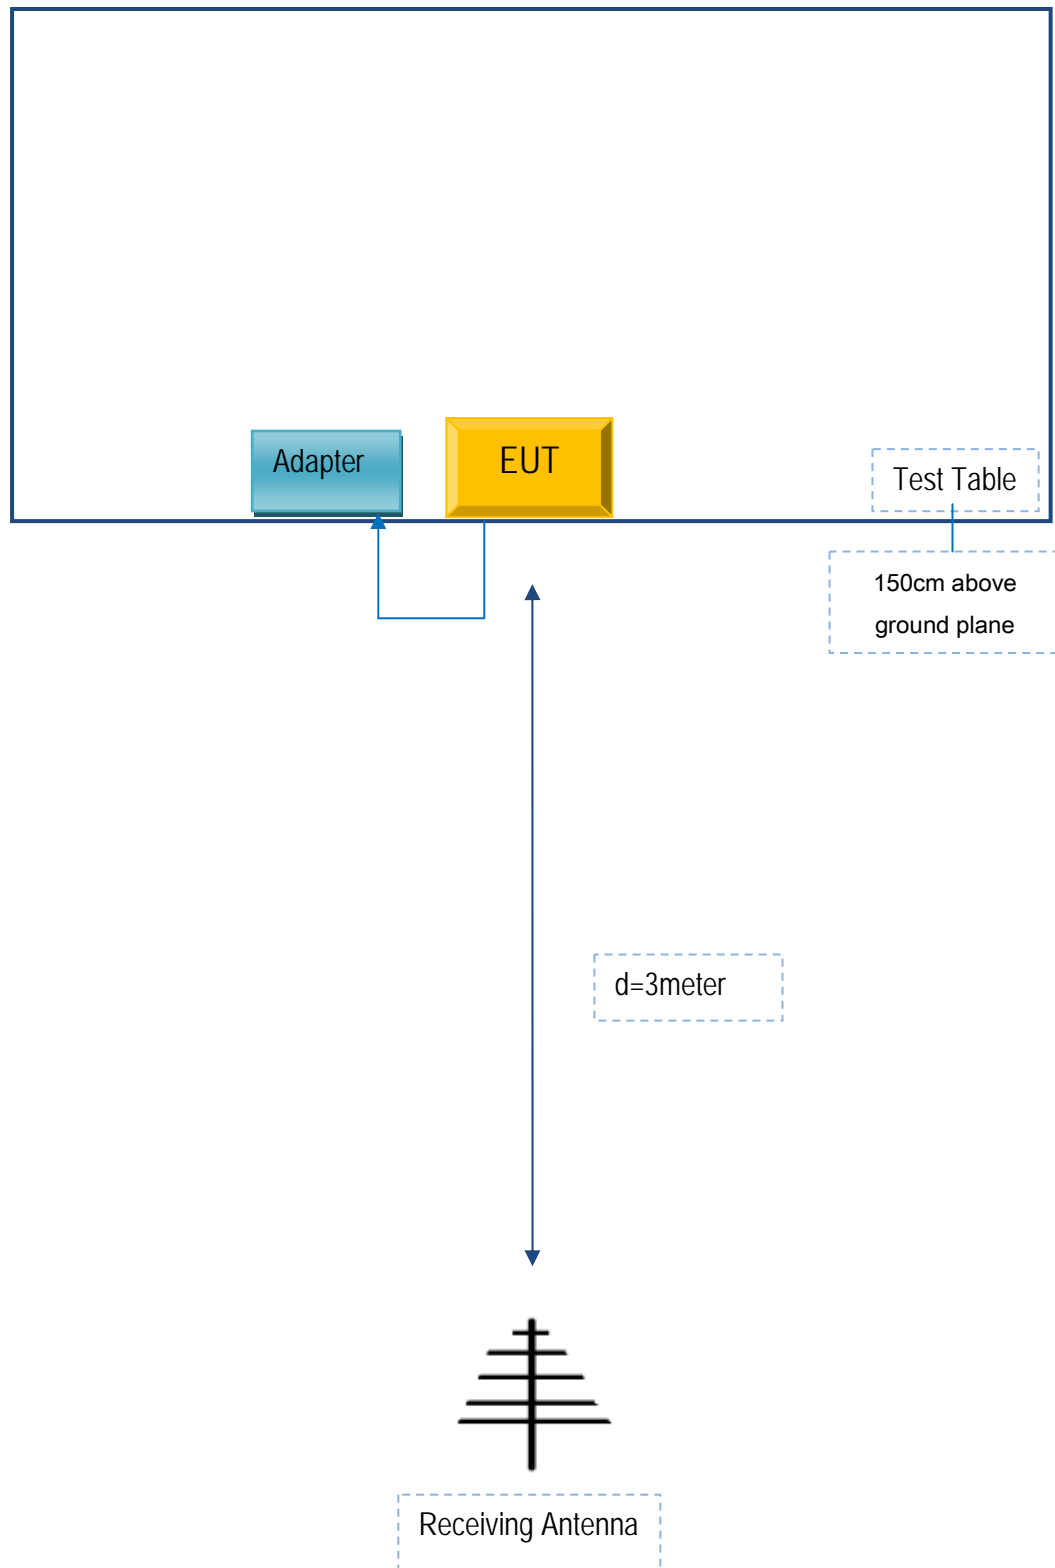 Adapter
EUT
Test Table
150cm above
ground plane
d=3meter
Receiving Antenna